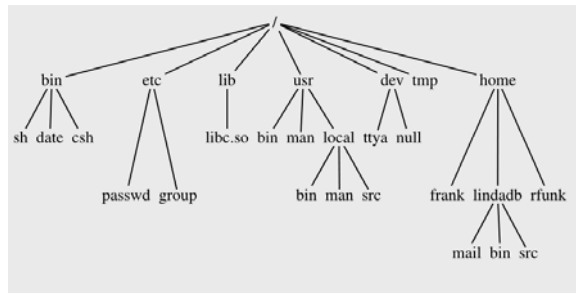 /
bin etc lib usr dev tmp home
sh date csh libc.so bin man local ttya null
passwd group bin man src frank lindadb rfunk
mail bin src